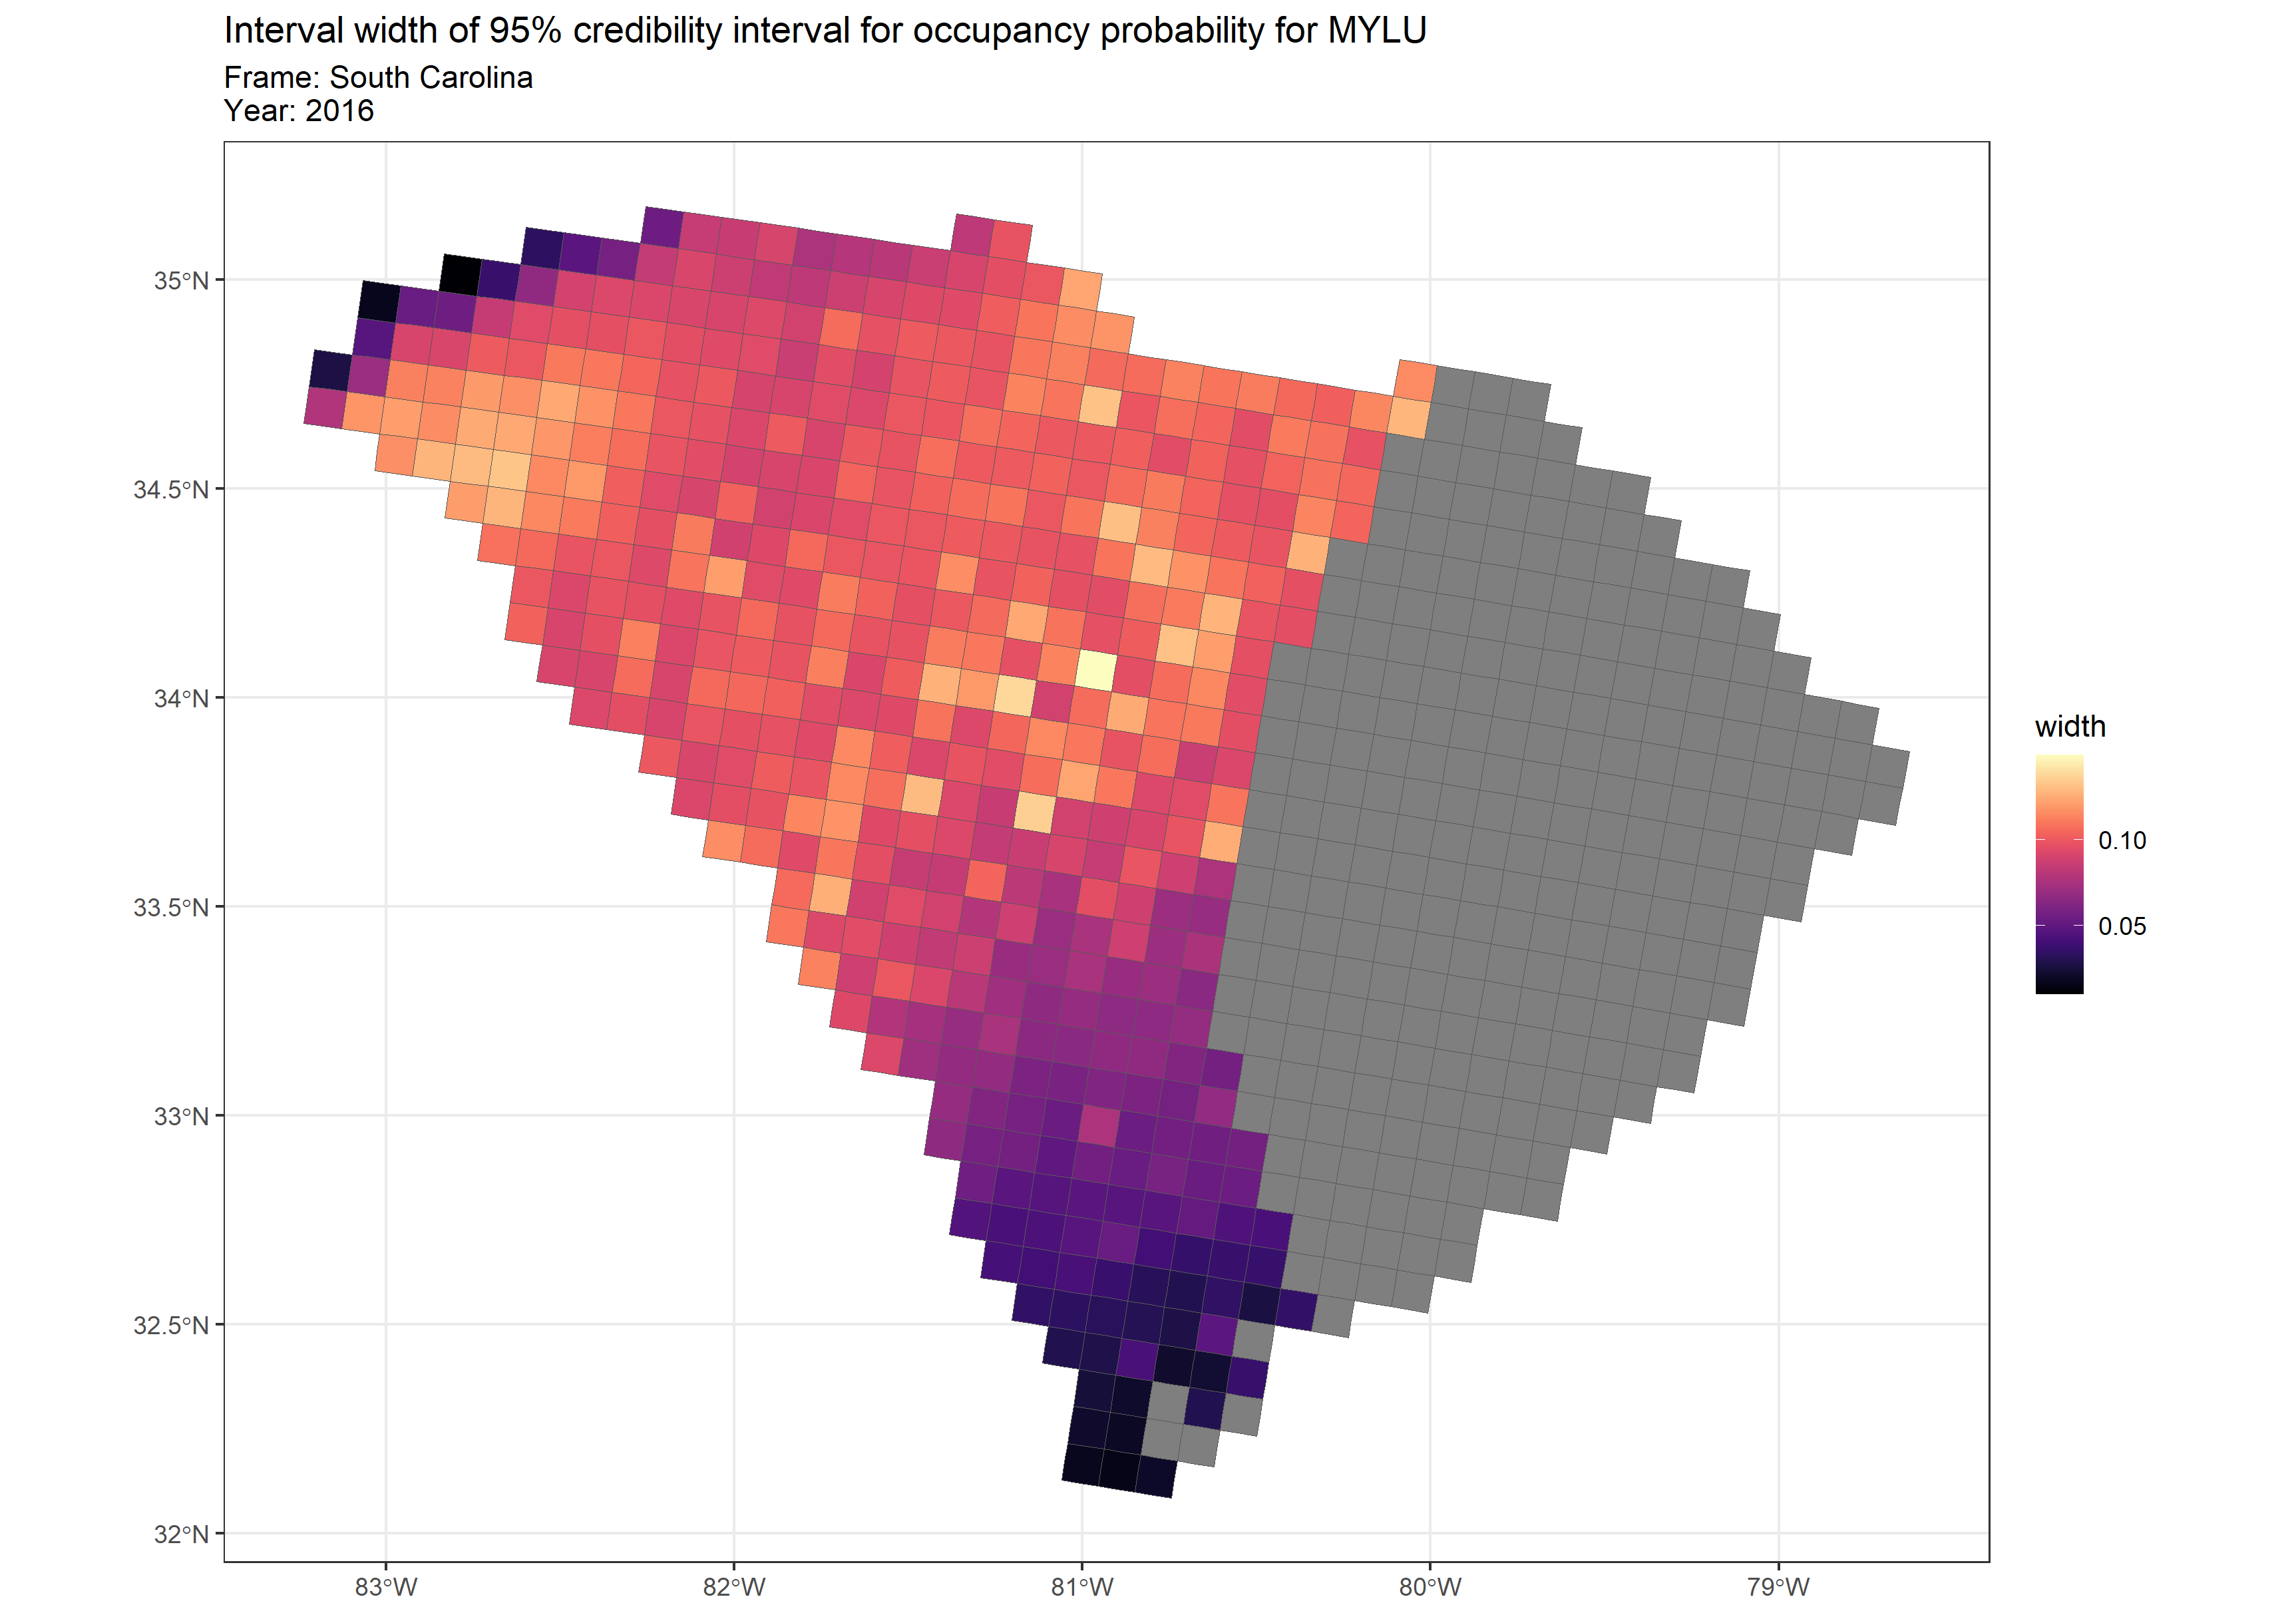 Interval width of 95% credibility interval for occupancy probability for MYLU
Frame: South Carolina
Year: 2016
35°N
34.5°N
34°N
33.5°N
33°N
32.5°N
32°N
83°W
82°W
81°W
80°W
79°W
width
0.10
0.05